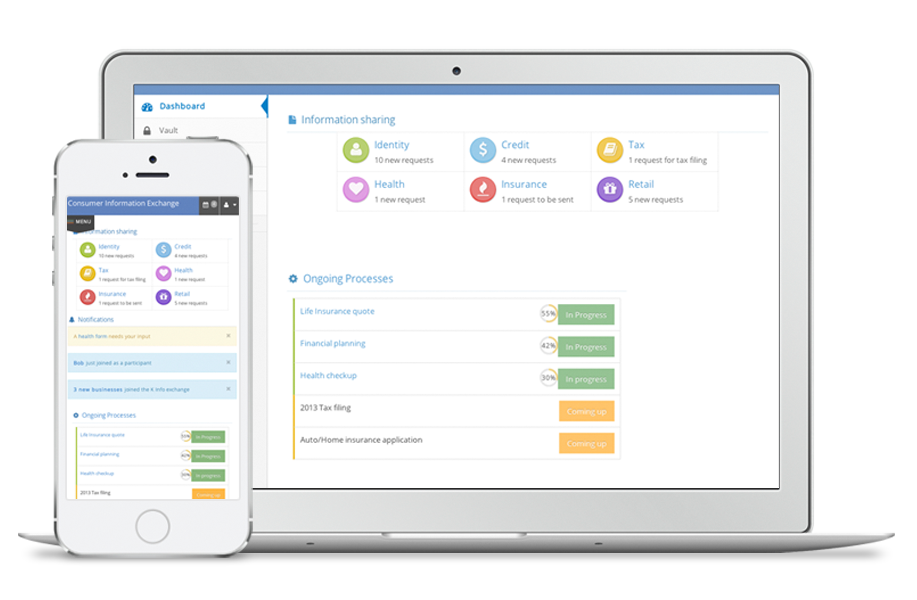 Dashboard
Vault
Information sharing
Identity
10 new requests
Credit
4 new requests
Tax
1 request for tax filing
Health
1 new request
Insurance
1 request to be sent
Retail
5 new requests
Ongoing Processes
Life Insurance quote 55% In Progress
Financial planning 42% In Progress
Health checkup 30% In progress
2013 Tax filing Coming up
Auto/Home insurance application Coming up
Consumer Information Exchange
MENU
sharing
Identity
10 new requests
Credit
4 new requests
Tax
1 request for tax filing
Health
1 new request
Insurance
1 request to be sent
Retail
5 new requests
Notifications
A health form needs your input ×
Bob just joined as a participant ×
3 new businesses joined the K info exchange ×
Ongoing Processes
Life Insurance quote In Progress
Financial planning In Progress
Health checkup In progress
2013 Tax filing Coming up